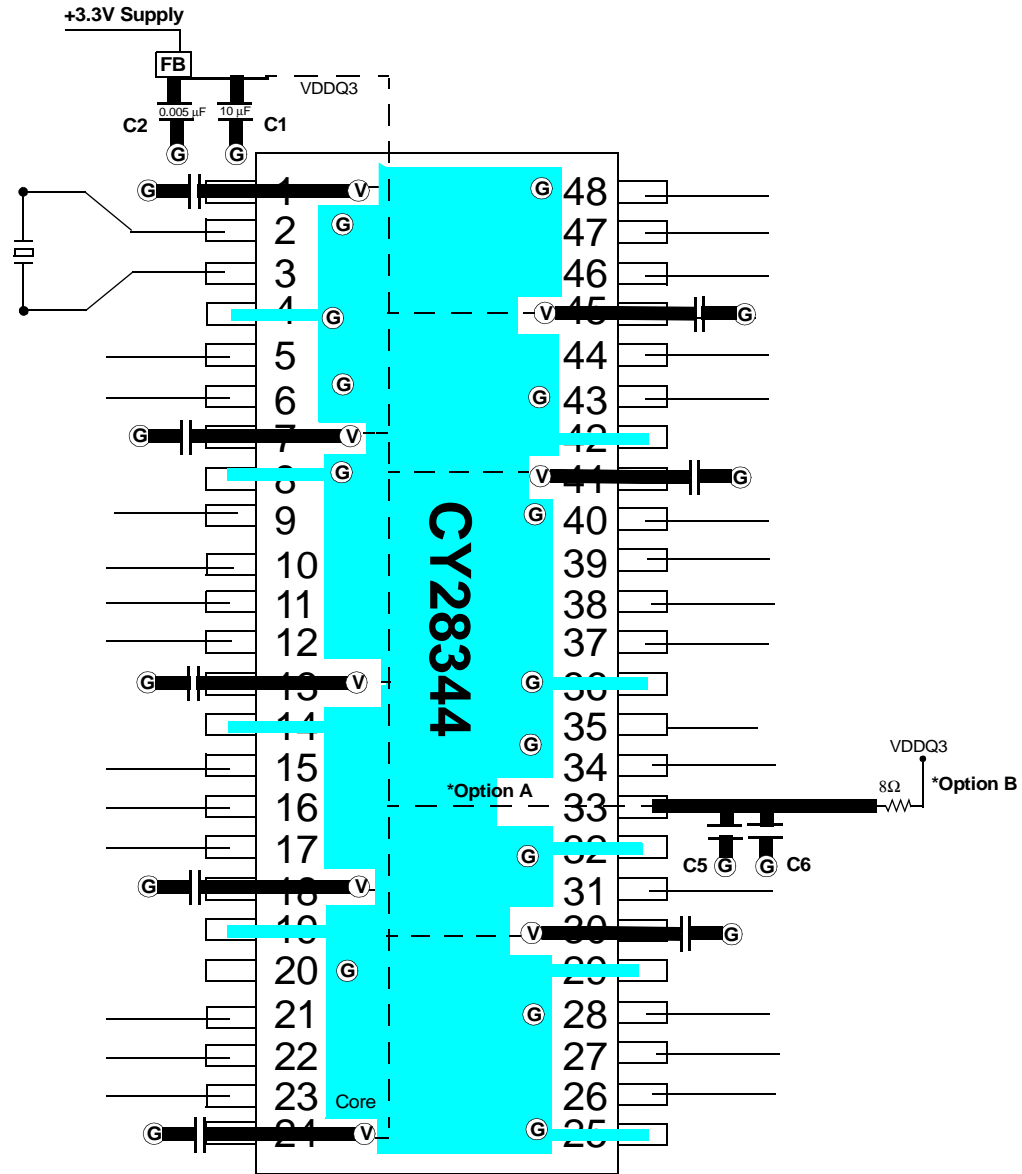 +3.3V Supply
FB
VDDQ3
0.005 µF
10 µF
C2
C1
G
G
G
1
V
G
48
2
G
47
3
46
4
G
V
45
G
5
44
6
G
G
43
G
7
V
42
8
G
V
41
G
9
G
40
10
39
11
38
12
37
CY28344
G
13
V
G
36
14
35
15
G
34
VDDQ3
16
*Option A
33
8Ω
*Option B
17
G
32
C5
G
G
C6
G
18
V
31
19
V
30
G
20
G
29
21
G
28
22
27
23
Core
26
G
24
V
G
25